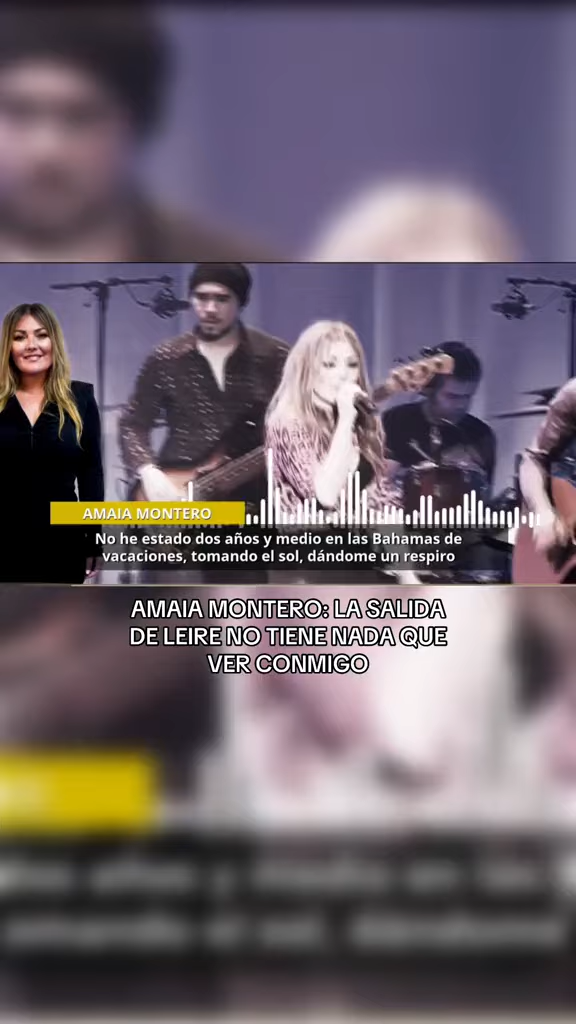 AMAIA MONTERO
No he estado dos años y medio en las Bahamas de
vacaciones, tomando el sol, dándome un respiro
AMAIA MONTERO: LA SALIDA
DE LEIRE NO TIENE NADA QUE
VER CONMIGO